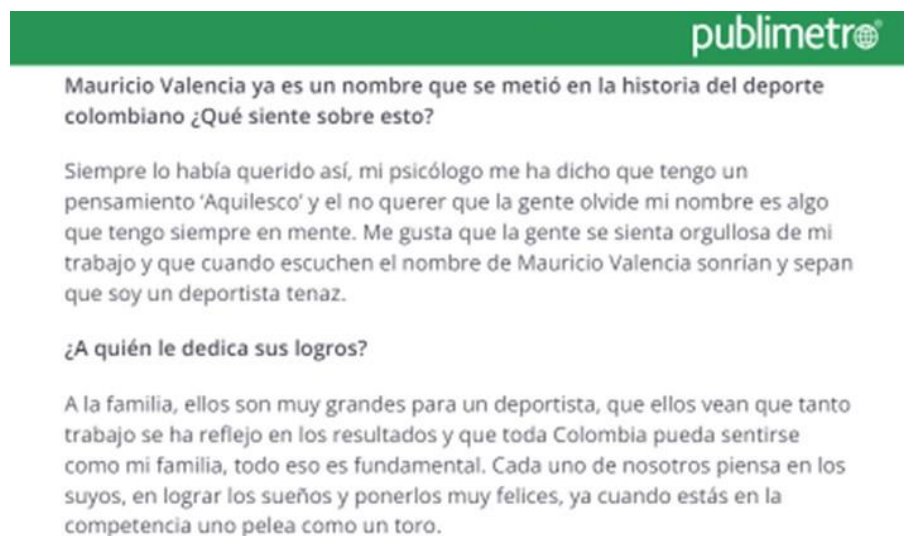 publimetro
Mauricio Valencia ya es un nombre que se metió en la historia del deporte
colombiano ¿Qué siente sobre esto?
Siempre lo había querido así, mi psicólogo me ha dicho que tengo un
pensamiento ‘Aquilesco’ y el no querer que la gente olvide mi nombre es algo
que tengo siempre en mente. Me gusta que la gente se sienta orgullosa de mi
trabajo y que cuando escuchen el nombre de Mauricio Valencia sonrían y sepan
que soy un deportista tenaz.
¿A quién le dedica sus logros?
A la familia, ellos son muy grandes para un deportista, que ellos vean que tanto
trabajo se ha reflejo en los resultados y que toda Colombia pueda sentirse
como mi familia, todo eso es fundamental. Cada uno de nosotros piensa en los
suyos, en lograr los sueños y ponerlos muy felices, ya cuando estás en la
competencia uno pelea como un toro.